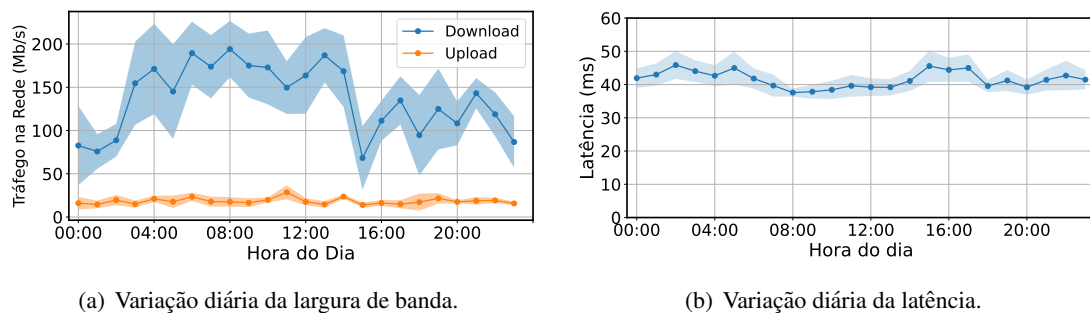 200
150
100
50
0
Tráfego na Rede (Mb/s)
Download
Upload
00:00 04:00 08:00 12:00 16:00 20:00
Hora do Dia
(a) Variação diária da largura de banda.
60
50
40
30
20
10
0
Latência (ms)
00:00 04:00 08:00 12:00 16:00 20:00
Hora do dia
(b) Variação diária da latência.